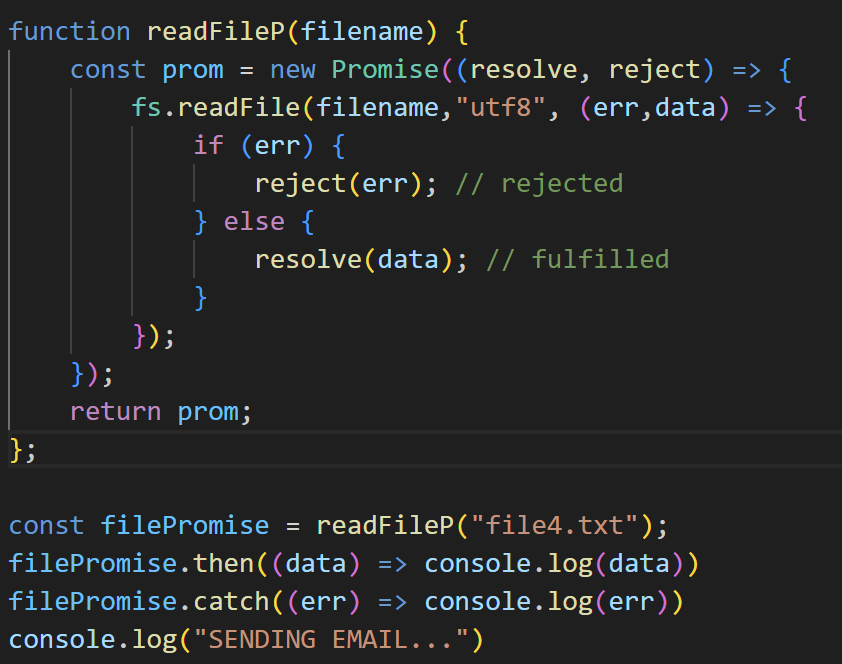 function readFileP(filename) {
    const prom = new Promise((resolve, reject) => {
        fs.readFile(filename,"utf8", (err,data) => {
            if (err) {
                reject(err); // rejected
            } else {
                resolve(data); // fulfilled
            }
        });
    });
    return prom;
};

const filePromise = readFileP("file4.txt");
filePromise.then((data) => console.log(data))
filePromise.catch((err) => console.log(err))
console.log("SENDING EMAIL...")